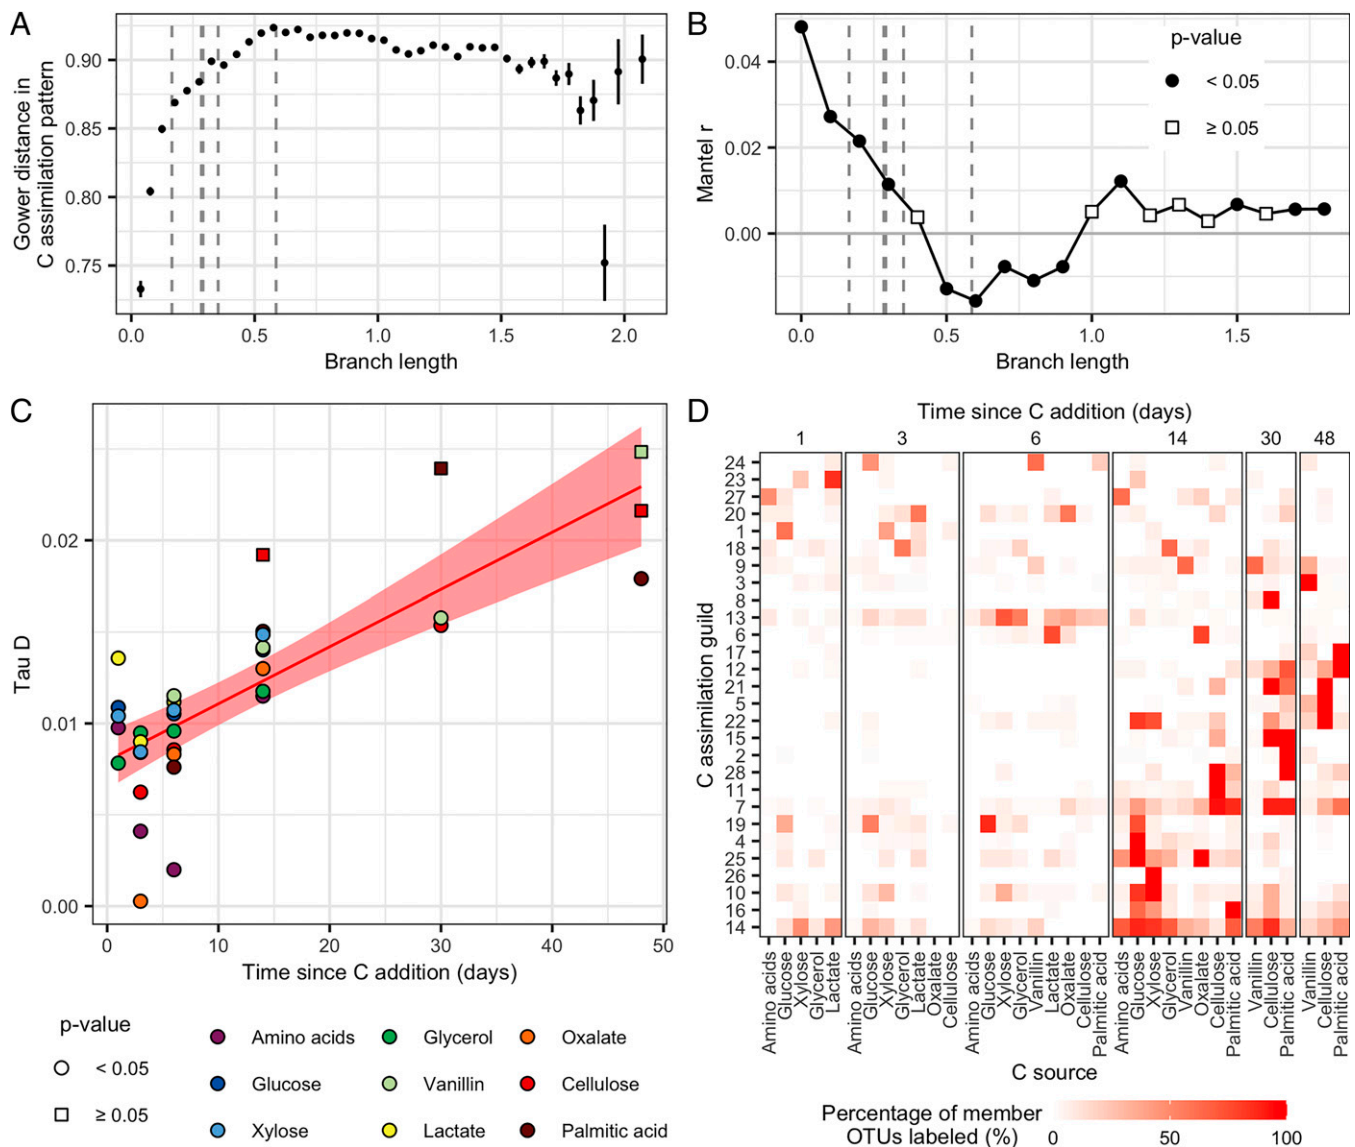 A
Gower distance in
C assimilation pattern
0.90
0.85
0.80
0.75
0.0
0.5
1.0
1.5
2.0
Branch length
B
Mantel r
0.04
0.02
0.00
p-value
< 0.05
≥ 0.05
0.0
0.5
1.0
1.5
Branch length
C
Tau D
0.02
0.01
0.00
0
10
20
30
40
50
Time since C addition (days)
p-value
< 0.05
≥ 0.05
Amino acids
Glucose
Xylose
Glycerol
Vanillin
Lactate
Oxalate
Cellulose
Palmitic acid
D
Time since C addition (days)
1
3
6
14
30
48
C assimilation guild
24
23
27
20
1
18
9
3
8
13
6
17
12
21
5
22
15
2
28
11
7
19
4
25
26
10
16
14
Amino acids
Glucose
Xylose
Glycerol
Lactate
Amino acids
Glucose
Xylose
Glycerol
Lactate
Oxalate
Cellulose
Amino acids
Glucose
Xylose
Glycerol
Vanillin
Lactate
Oxalate
Cellulose
Palmitic acid
Amino acids
Glucose
Xylose
Glycerol
Vanillin
Oxalate
Cellulose
Palmitic acid
Vanillin
Cellulose
Palmitic acid
Vanillin
Cellulose
Palmitic acid
C source
Percentage of member
OTUs labeled (%)
0
50
100